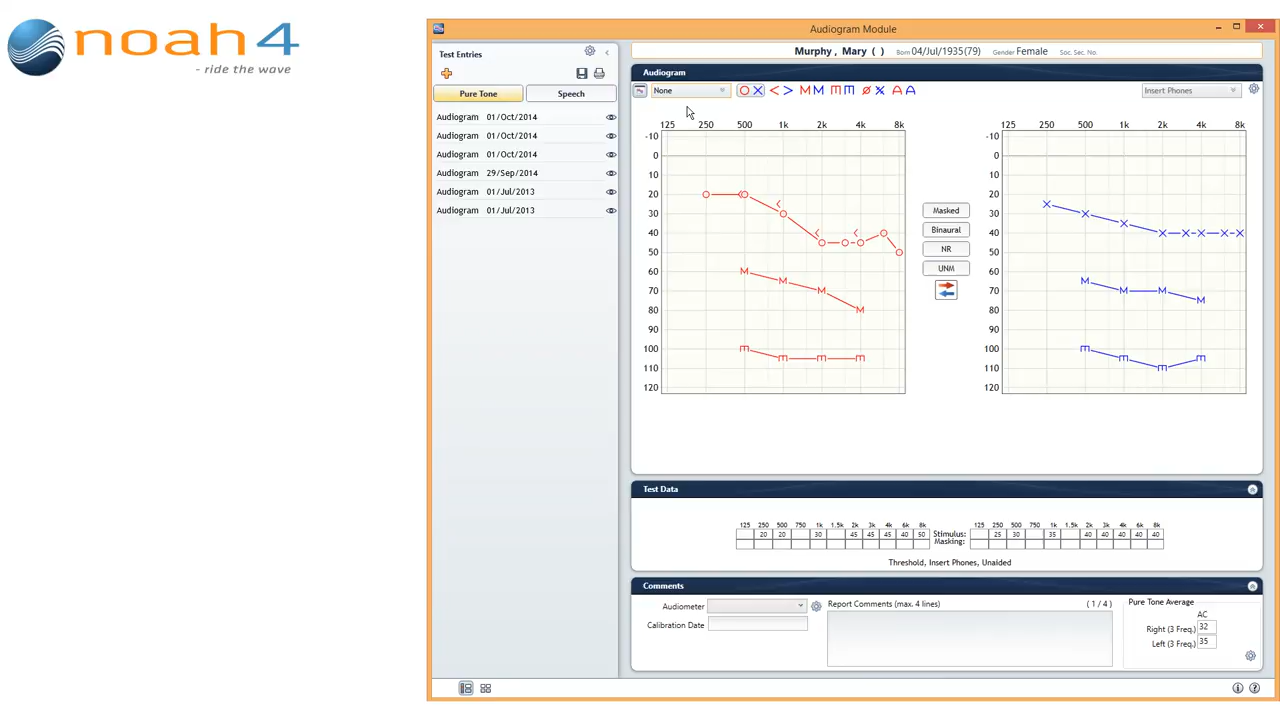 noah 4
- ride the wave
Audiogram Module
Test Entries
Murphy , Mary ( ) Born 04/Jul/1935(79) Gender Female Soc. Sec. No.
Pure Tone Speech
Audiogram 01/Oct/2014
Audiogram 01/Oct/2014
Audiogram 01/Oct/2014
Audiogram 29/Sep/2014
Audiogram 01/Jul/2013
Audiogram 01/Jul/2013
Audiogram
None < > M M A A Insert Phones
125 250 500 1k 2k 4k 8k
-10
0
10
20
30
40
50
60
70
80
90
100
110
120
Masked
Binaural
NR
UNM
125 250 500 1k 2k 4k 8k
-10
0
10
20
30
40
50
60
70
80
90
100
110
120
Test Data
125 250 500 750 1k 1.5k 2k 3k 4k 6k 8k 125 250 500 750 1k 1.5k 2k 3k 4k 6k 8k
20 20 30 45 45 45 40 50 Stimulus: 25 30 35 40 40 40 40 40
Masking:
Threshold, Insert Phones, Unaided
Comments
Audiometer
Calibration Date
Report Comments (max. 4 lines) ( 1 / 4 )
Pure Tone Average
AC
Right (3 Freq.) 32
Left (3 Freq.) 35